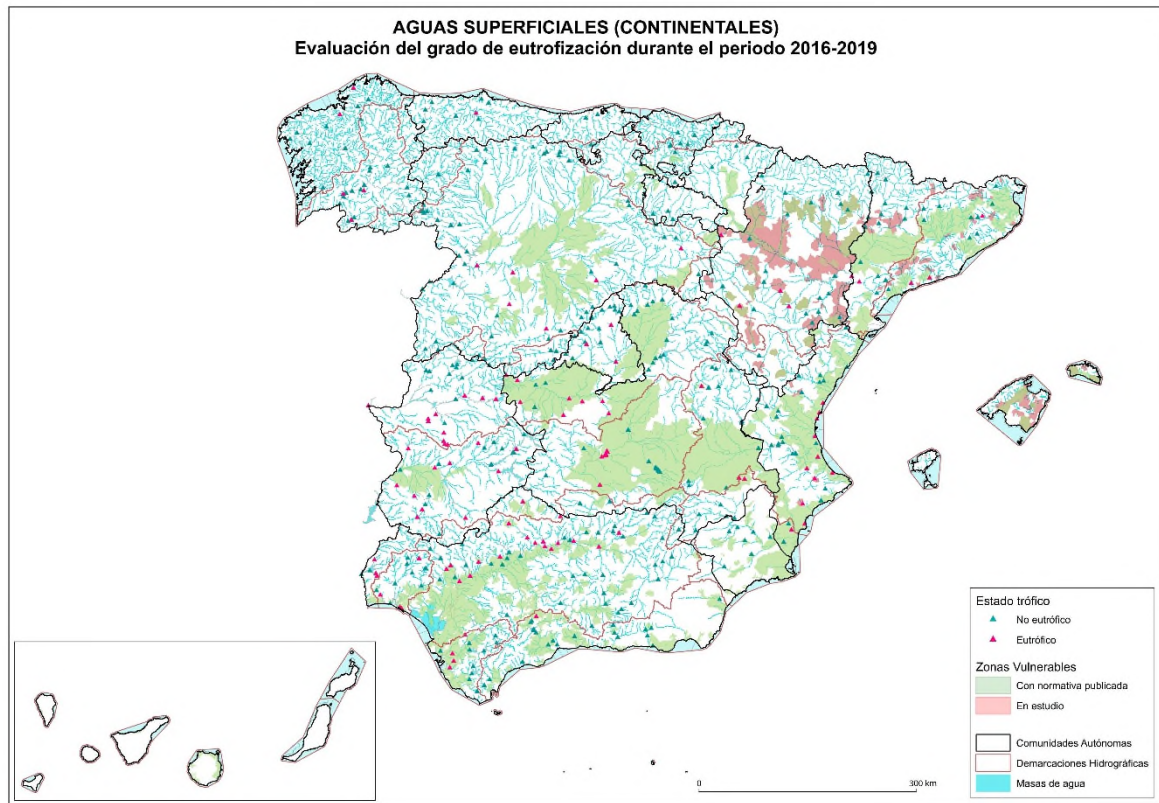 AGUAS SUPERFICIALES (CONTINENTALES)
Evaluación del grado de eutrofización durante el periodo 2016-2019
Estado trófico
No eutrófico
Eutrófico
Zonas Vulnerables
Con normativa publicada
En estudio
Comunidades Autónomas
Demarcaciones Hidrográficas
Masas de agua
0 300 km